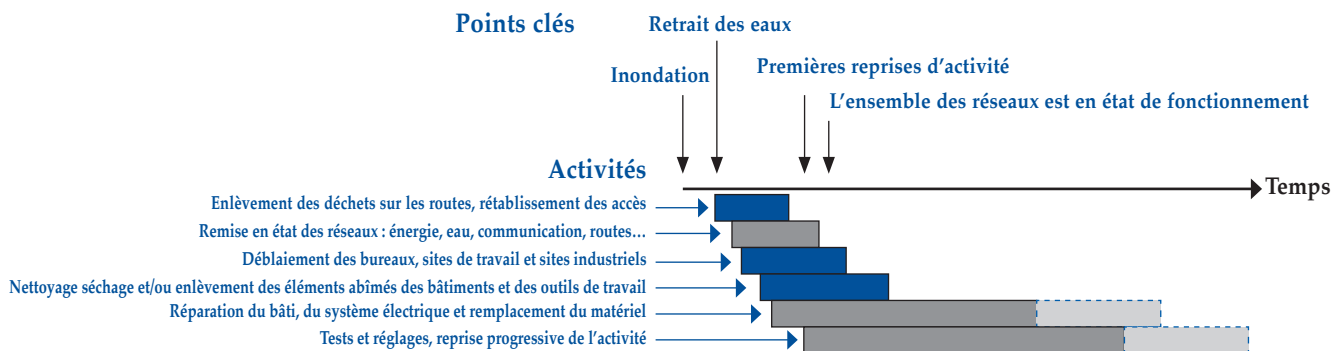 Points clés
Retrait des eaux
Inondation
Premières reprises d’activité
L’ensemble des réseaux est en état de fonctionnement
Activités
Temps
Enlèvement des déchets sur les routes, rétablissement des accès
Remise en état des réseaux : énergie, eau, communication, routes…
Déblaiement des bureaux, sites de travail et sites industriels
Nettoyage séchage et/ou enlèvement des éléments abîmés des bâtiments et des outils de travail
Réparation du bâti, du système électrique et remplacement du matériel
Tests et réglages, reprise progressive de l’activité